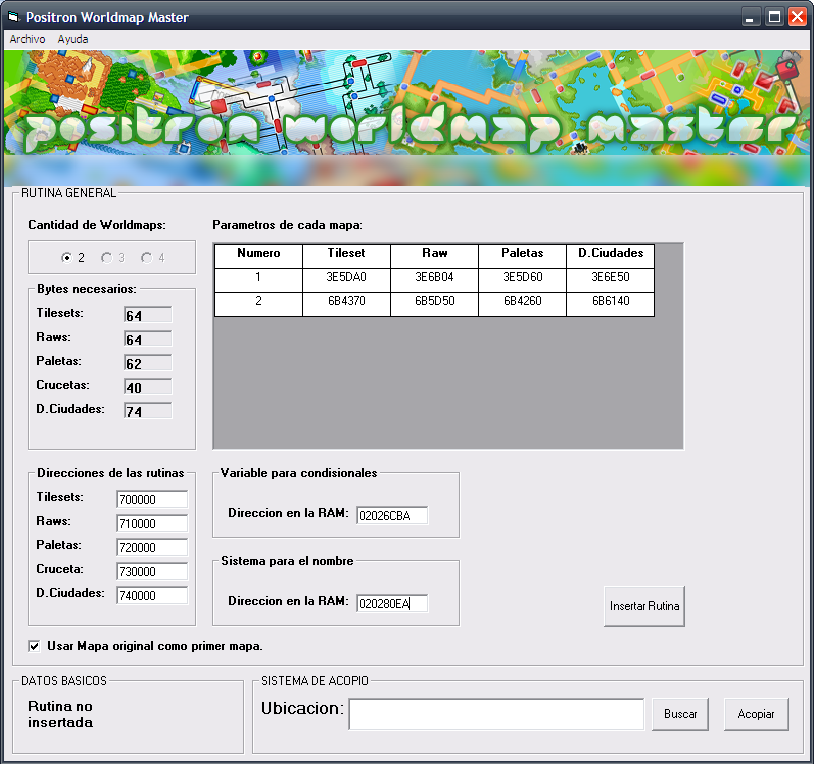 Positron Worldmap Master
Archivo Ayuda
positron worldmap master
RUTINA GENERAL
Cantidad de Worldmaps:
2 3 4
Bytes necesarios:
Tilesets: 64
Raws: 64
Paletas: 62
Crucetas: 40
D.Ciudades: 74
Parametros de cada mapa:
Numero Tileset Raw Paletas D.Ciudades
1 3E5DA0 3E6B04 3E5D60 3E6E50
2 6B4370 6B5D50 6B4260 6B6140
Direcciones de las rutinas
Tilesets: 700000
Raws: 710000
Paletas: 720000
Cruceta: 730000
D.Ciudades: 740000
Variable para condisionales
Direccion en la RAM: 02026CBA
Sistema para el nombre
Direccion en la RAM: 020280EA
Insertar Rutina
Usar Mapa original como primer mapa.
DATOS BASICOS
Rutina no
insertada
SISTEMA DE ACOPIO
Ubicacion:
Buscar
Acopiar